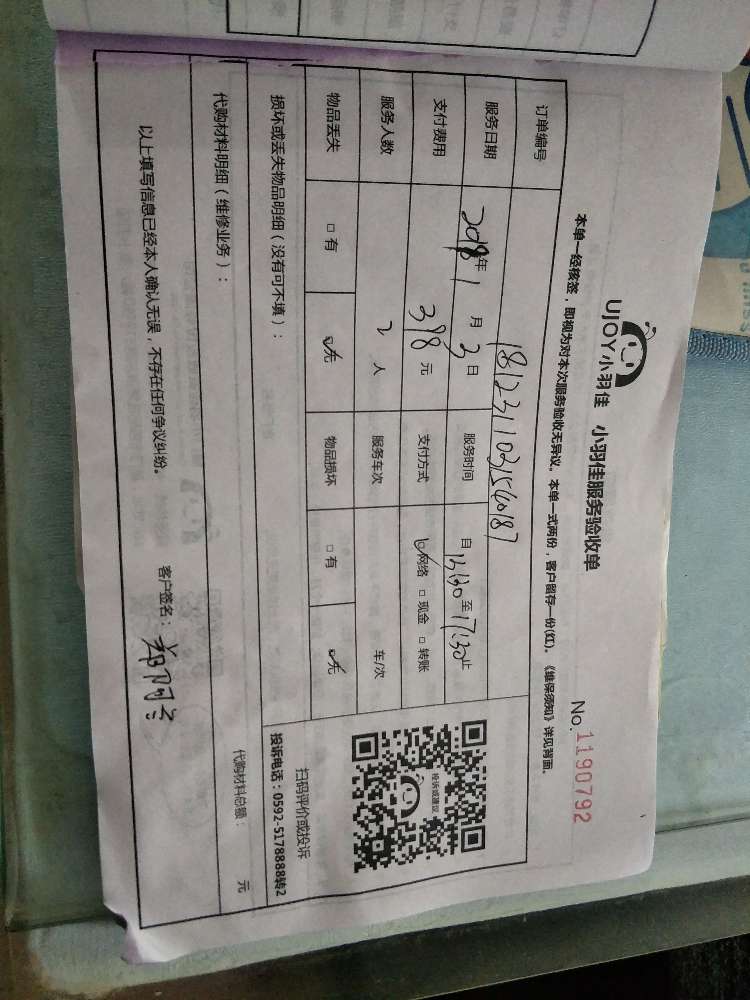 UJOY小羽佳 小羽佳服务验收单
No.1190792
本单一经核签，即视为对本次服务验收无异议。本单一式两份，客户留存一份(红)。《维保须知》详见背面。
订单编号 1812311031540187
服务日期 2018年1月3日 服务时间 自13:30至17:30止
支付费用 318元 支付方式 ☑网络 □现金 □转账
服务人数 2人 服务车次 车/次
物品丢失 □有 ☑无 物品损坏 □有 ☑无
投诉或建议
扫码评价或投诉
投诉电话：0592-5178888转2
损坏或丢失物品明细（没有可不填）：
代购材料明细（维修业务）： 代购材料总额： 元
以上填写信息已经本人确认无误，不存在任何争议纠纷。 客户签名：